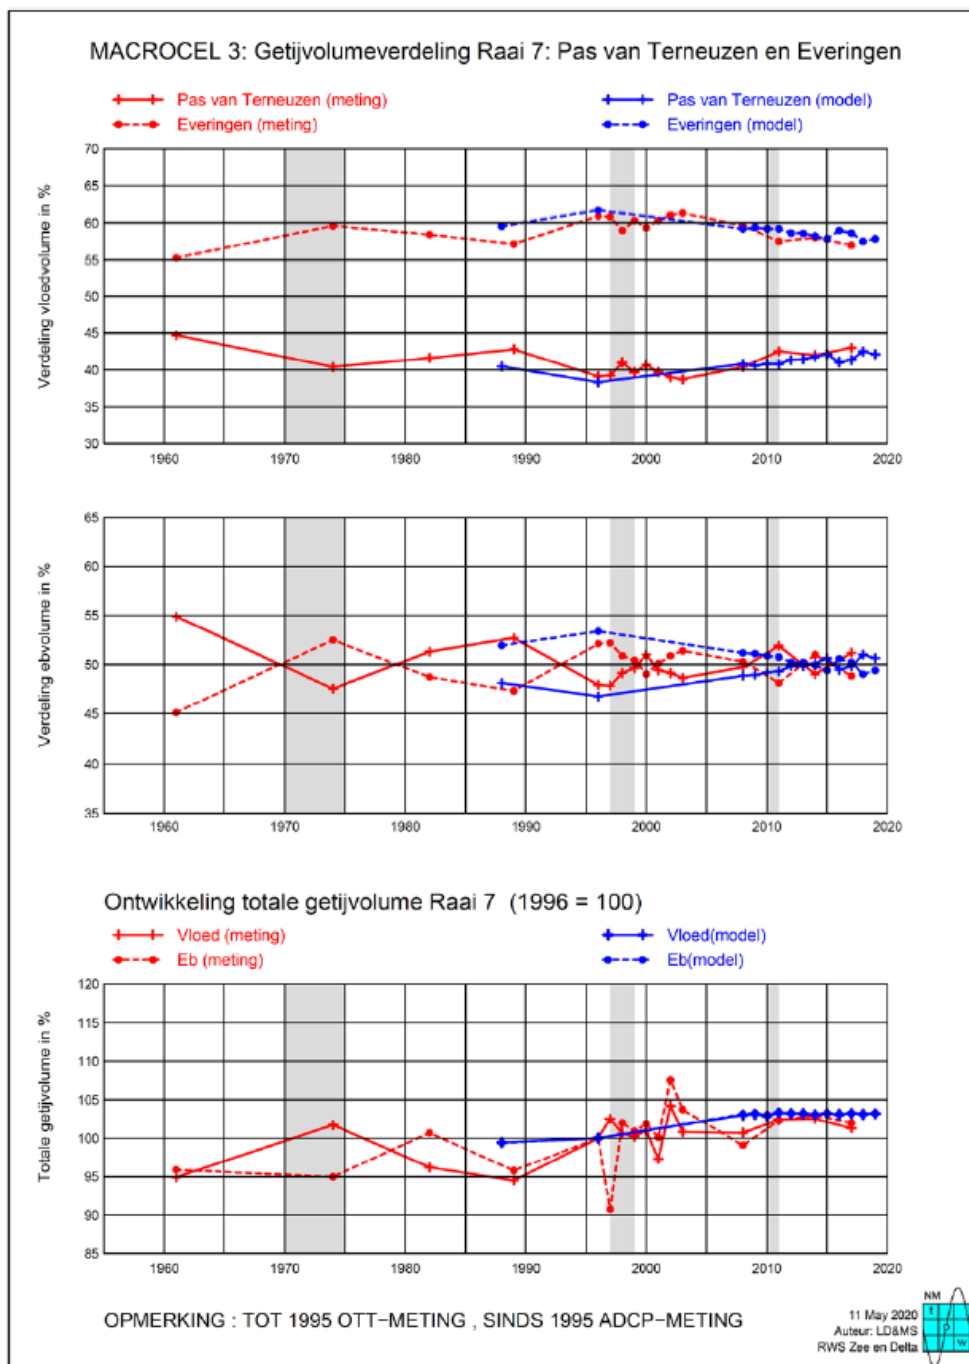 MACROCEL 3: Getijvolumeverdeling Raai 7: Pas van Terneuzen en Everingen
Pas van Terneuzen (meting)
Everingen (meting)
Pas van Terneuzen (model)
Everingen (model)
Verdeling vloedvolume in %
70
65
60
55
50
45
40
35
30
1960 1970 1980 1990 2000 2010 2020
Verdeling ebvolume in %
65
60
55
50
45
40
35
1960 1970 1980 1990 2000 2010 2020
Ontwikkeling totale getijvolume Raai 7 (1996 = 100)
Vloed (meting)
Eb (meting)
Vloed(model)
Eb(model)
Totale getijvolume in %
120
115
110
105
100
95
90
85
1960 1970 1980 1990 2000 2010 2020
OPMERKING : TOT 1995 OTT-METING , SINDS 1995 ADCP-METING
11 May 2020
Auteur: LD&MS
RWS Zee en Delta
NM
t
o
w